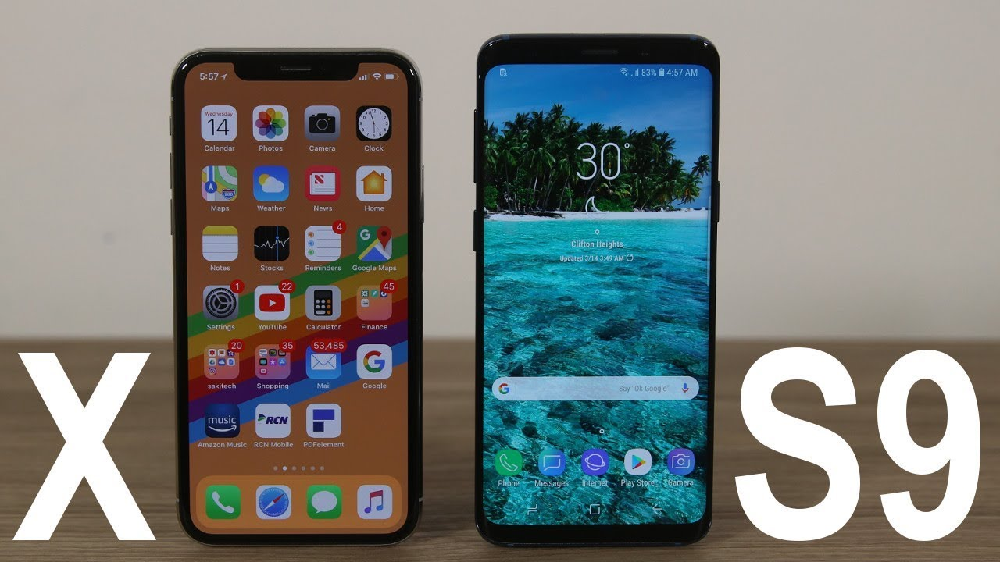 5:57
Wednesday
14
Calendar Photos Camera Clock
280
Maps Weather News Home
4
G
Notes Stocks Reminders Google Maps
1 22 45
Settings YouTube Calculator Finance
20 35 53,485
G
sakitech Shopping Mail Google
music RCN
Amazon Music RCN Mobile PDFelement
83% 4:57 AM
30°
Clifton Heights
Updated 3/14 3:49 AM
G Say "Ok Google"
Phone Messages Internet Play Store Camera
X
S9